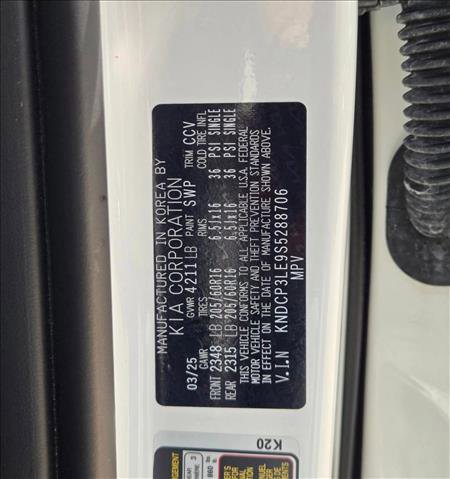 MANUFACTURED IN KOREA BY
KIA CORPORATION
03/25 GVWR 4211 LB PAINT SWP TRIM CCV
GAWR TIRES RIMS COLD TIRE INFL
FRONT 2348 LB 205/60R16 6.5Jx16 36 PSI SINGLE
REAR 2315 LB 205/60R16 6.5Jx16 36 PSI SINGLE
THIS VEHICLE CONFORMS TO ALL APPLICABLE U.S.A FEDERAL
MOTOR VEHICLE SAFETY AND THEFT PREVENTION STANDARDS
IN EFFECT ON THE DATE OF MANUFACTURE SHOWN ABOVE.
V.I.N KNDCP3LE9S5288706
MPV
K20